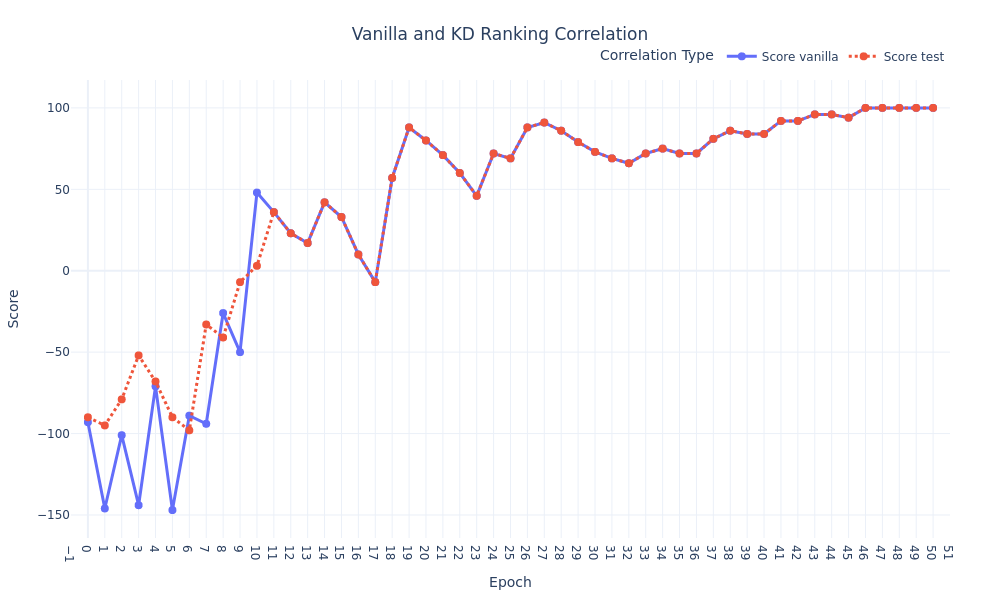 Vanilla and KD Ranking Correlation
Correlation Type Score vanilla Score test
100
50
0
−50
−100
−150
Score
−1 0 1 2 3 4 5 6 7 8 9 10 11 12 13 14 15 16 17 18 19 20 21 22 23 24 25 26 27 28 29 30 31 32 33 34 35 36 37 38 39 40 41 42 43 44 45 46 47 48 49 50 51
Epoch